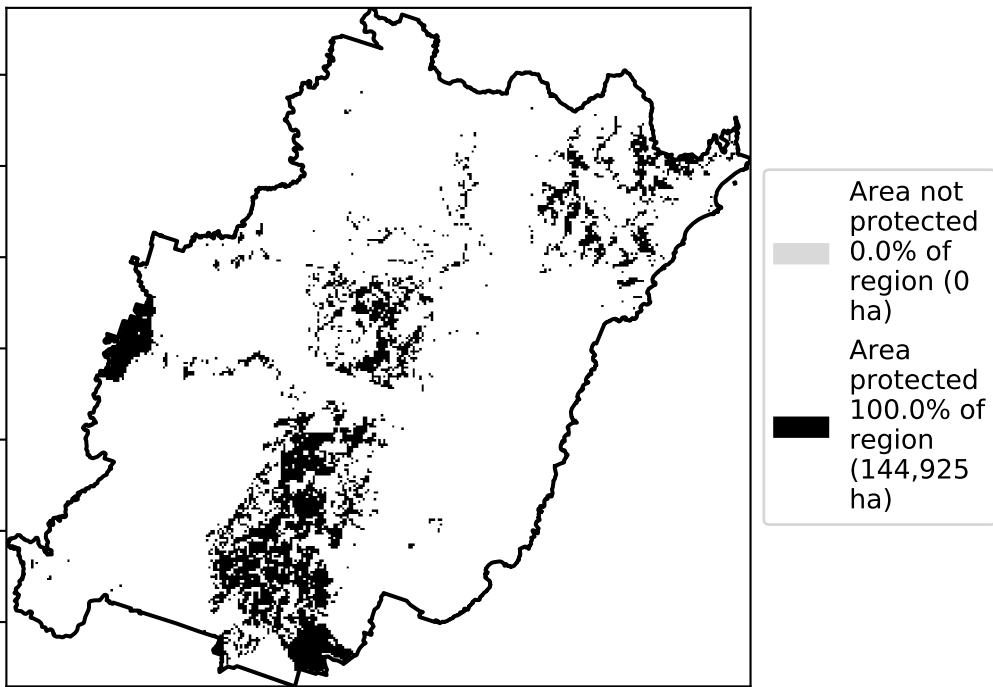 Area not
protected
0.0% of
region (0
ha)
Area
protected
100.0% of
region
(144,925
ha)